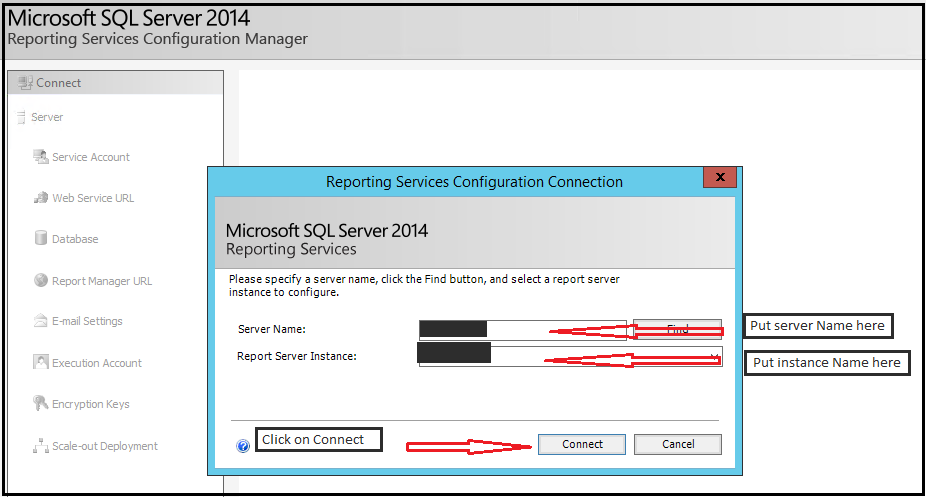 Microsoft SQL Server 2014
Reporting Services Configuration Manager
Connect
Server
Service Account
Web Service URL
Database
Report Manager URL
E-mail Settings
Execution Account
Encryption Keys
Scale-out Deployment
Reporting Services Configuration Connection
x
Microsoft SQL Server 2014
Reporting Services
Please specify a server name, click the Find button, and select a report server
instance to configure.
Server Name:
Find
Put server Name here
Report Server Instance:
Put instance Name here
?
Click on Connect
Connect
Cancel